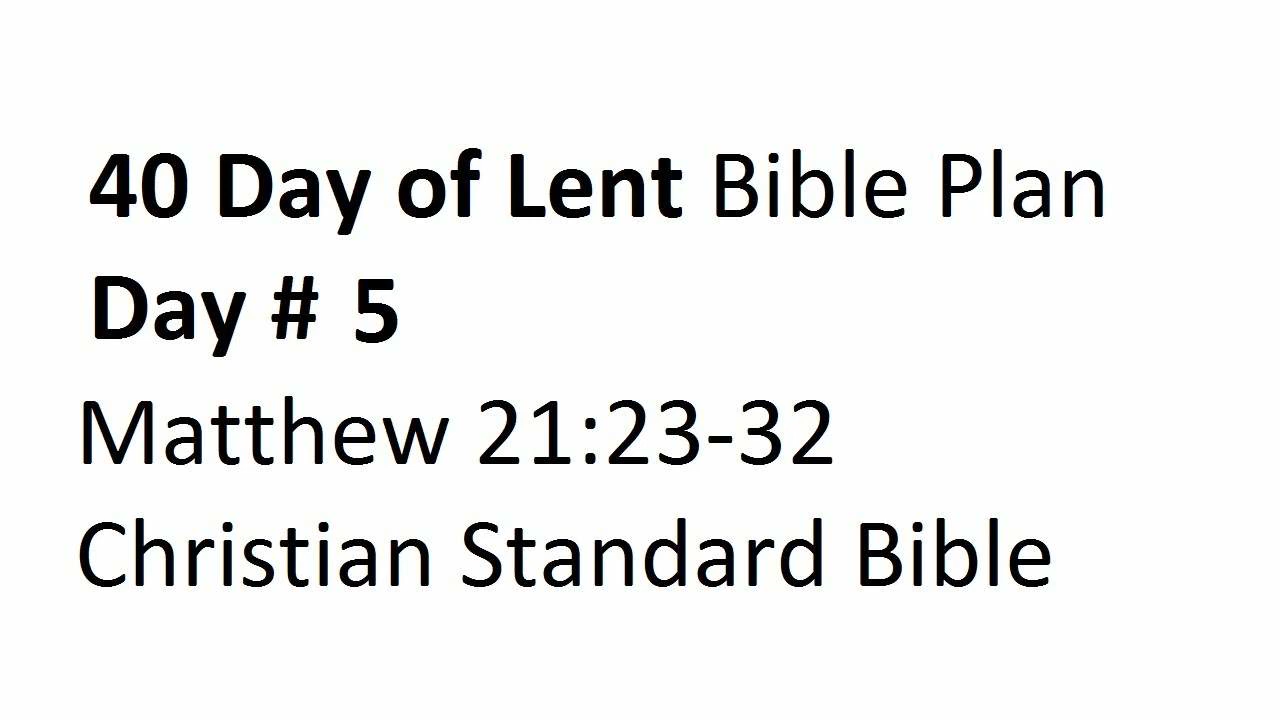 40 Day of Lent Bible Plan
Day # 5
Matthew 21:23-32
Christian Standard Bible